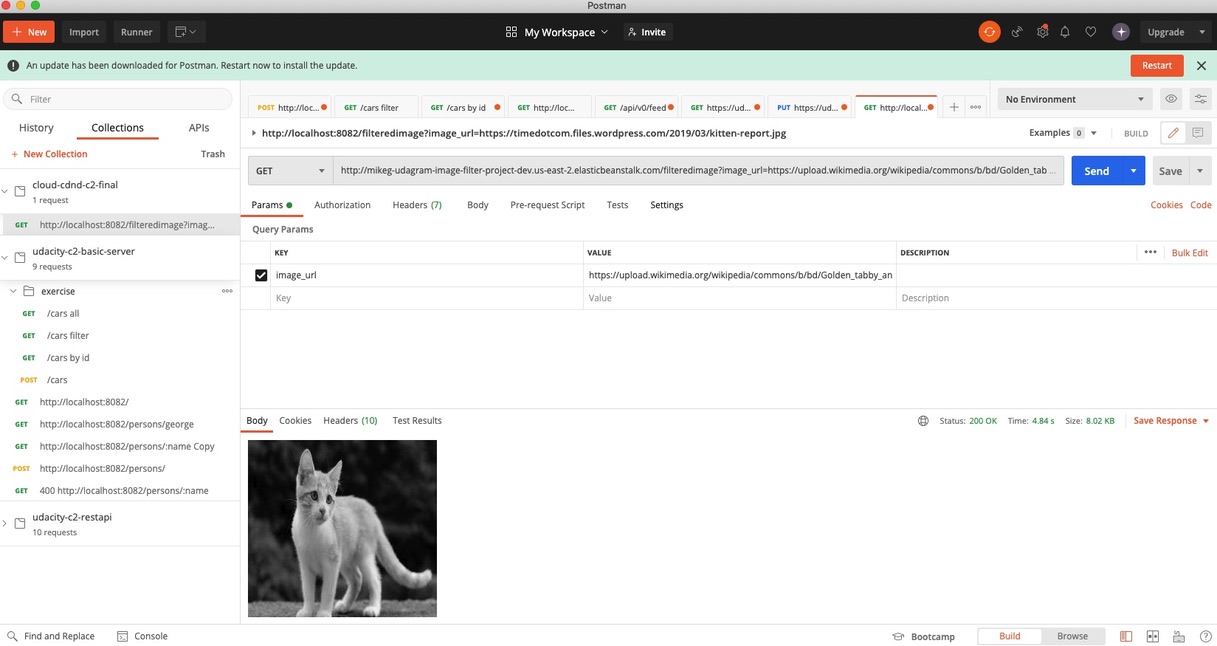 Postman
+ New
Import
Runner
My Workspace
Invite
Upgrade
An update has been downloaded for Postman. Restart now to install the update.
Restart
Filter
History
Collections
APIs
+ New Collection
Trash
cloud-cdnd-c2-final
1 request
GET http://localhost:8082/filteredimage?imag...
udacity-c2-basic-server
9 requests
exercise
GET /cars all
GET /cars filter
GET /cars by id
POST /cars
GET http://localhost:8082/
GET http://localhost:8082/persons/george
GET http://localhost:8082/persons/:name Copy
POST http://localhost:8082/persons/
GET 400 http://localhost:8082/persons/:name
udacity-c2-restapi
10 requests
POST http://loc...
GET /cars filter
GET /cars by id
GET http://loc...
GET /api/v0/feed
GET https://ud...
PUT https://ud...
GET http://local...
No Environment
http://localhost:8082/filteredimage?image_url=https://timedotcom.files.wordpress.com/2019/03/kitten-report.jpg
Examples 0
BUILD
GET
http://mikeg-udagram-image-filter-project-dev.us-east-2.elasticbeanstalk.com/filteredimage?image_url=https://upload.wikimedia.org/wikipedia/commons/b/bd/Golden_tab ...
Send
Save
Params
Authorization
Headers (7)
Body
Pre-request Script
Tests
Settings
Cookies
Code
Query Params
KEY
VALUE
DESCRIPTION
Bulk Edit
image_url
https://upload.wikimedia.org/wikipedia/commons/b/bd/Golden_tabby_an
Key
Value
Description
Body
Cookies
Headers (10)
Test Results
Status: 200 OK
Time: 4.84 s
Size: 8.02 KB
Save Response
Find and Replace
Console
Bootcamp
Build
Browse